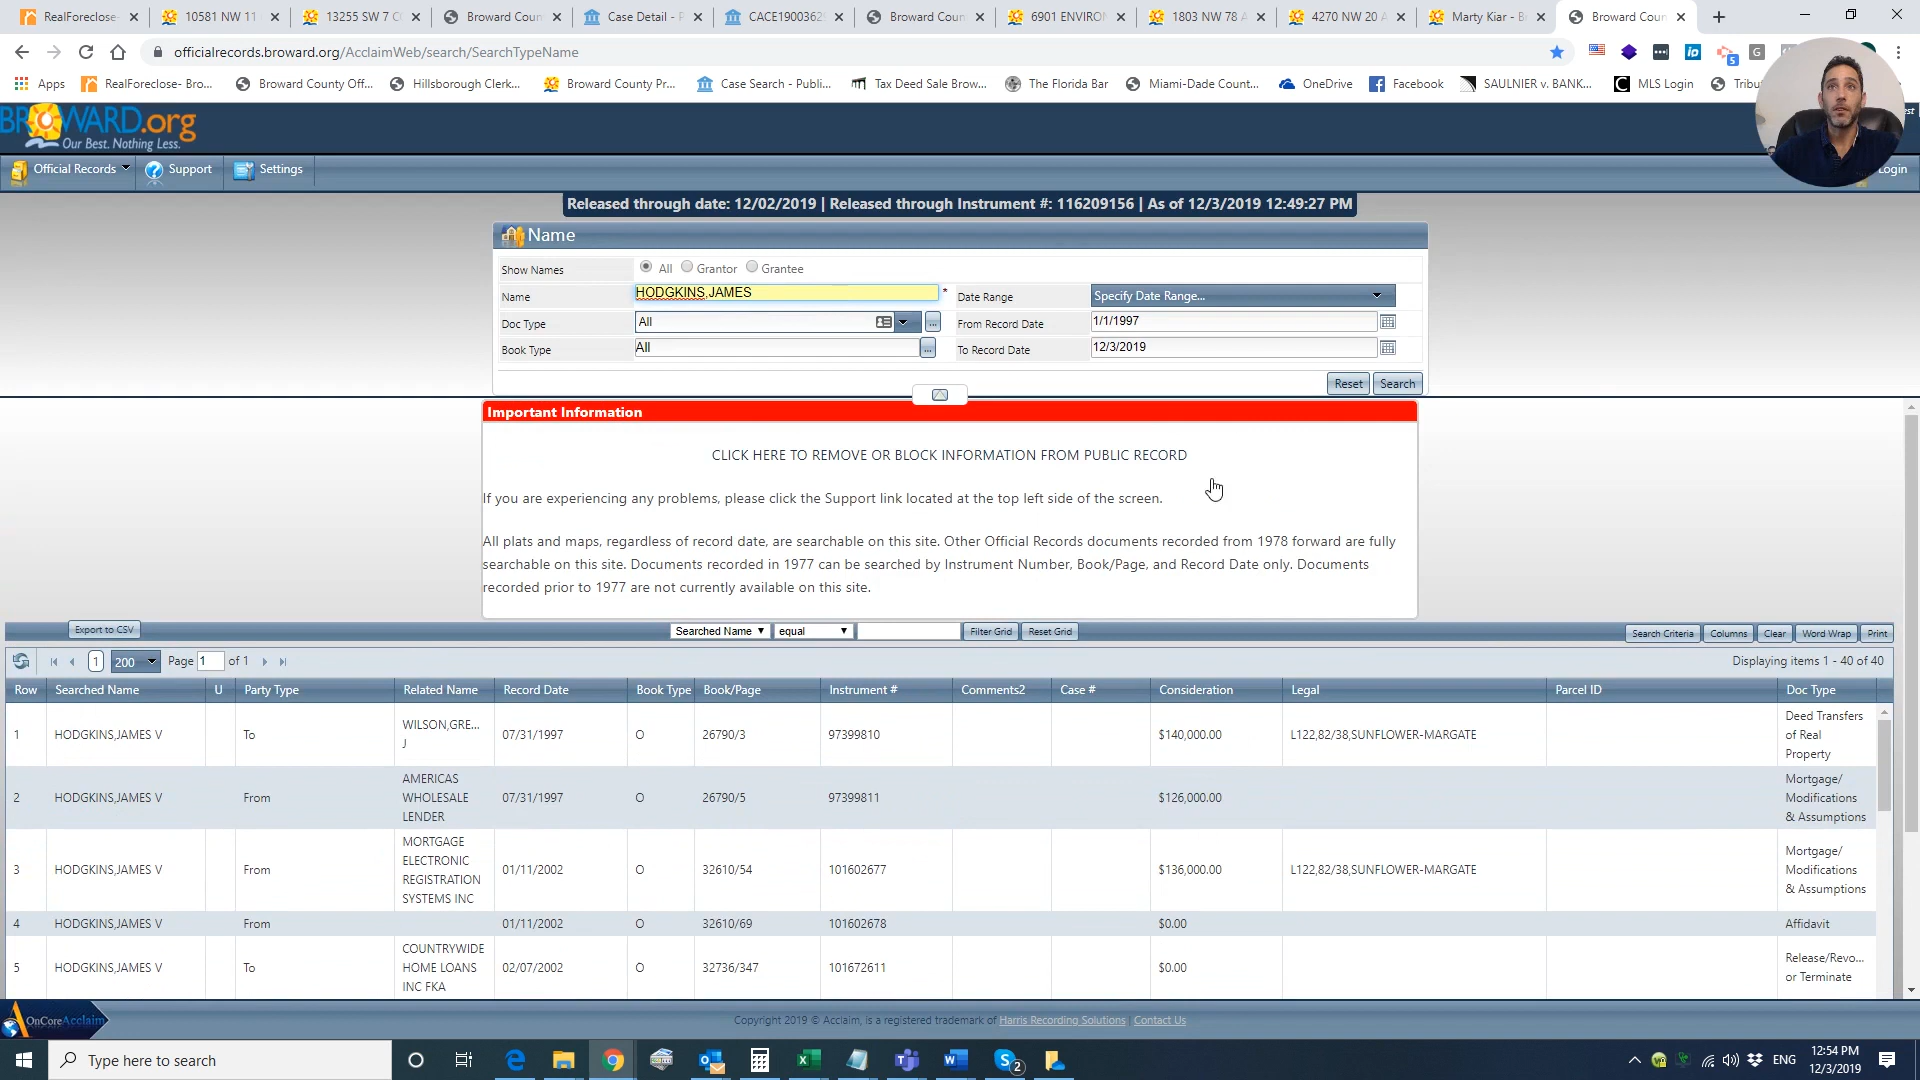 RealForeclose-
10581 NW 11
13255 SW 7 C
Broward Coun
Case Detail - P
CACE1900362
Broward Coun
6901 ENVIRO
1803 NW 78 A
4270 NW 20 A
Marty Kiar - B
Broward Coun
officialrecords.broward.org/AcclaimWeb/search/SearchTypeName
Apps
RealForeclose- Bro...
Broward County Off...
Hillsborough Clerk...
Broward County Pr...
Case Search - Publi...
Tax Deed Sale Brow...
The Florida Bar
Miami-Dade Count...
OneDrive
Facebook
SAULNIER v. BANK...
MLS Login
BROWARD.org
Our Best. Nothing Less.
Official Records
Support
Settings
Login
Released through date: 12/02/2019 | Released through Instrument #: 116209156 | As of 12/3/2019 12:49:27 PM
Name
Show Names All Grantor Grantee
Name HODGKINS,JAMES * Date Range Specify Date Range...
Doc Type All ... From Record Date 1/1/1997
Book Type All ... To Record Date 12/3/2019
Reset Search
Important Information
CLICK HERE TO REMOVE OR BLOCK INFORMATION FROM PUBLIC RECORD
If you are experiencing any problems, please click the Support link located at the top left side of the screen.
All plats and maps, regardless of record date, are searchable on this site. Other Official Records documents recorded from 1978 forward are fully
searchable on this site. Documents recorded in 1977 can be searched by Instrument Number, Book/Page, and Record Date only. Documents
recorded prior to 1977 are not currently available on this site.
Export to CSV Searched Name equal Filter Grid Reset Grid Search Criteria Columns Clear Word Wrap Print
1 200 Page 1 of 1 Displaying items 1 - 40 of 40
Row Searched Name U Party Type Related Name Record Date Book Type Book/Page Instrument # Comments2 Case # Consideration Legal Parcel ID Doc Type
1 HODGKINS,JAMES V To WILSON,GRE... J 07/31/1997 O 26790/3 97399810 $140,000.00 L122,82/38,SUNFLOWER-MARGATE Deed Transfers of Real Property
2 HODGKINS,JAMES V From AMERICAS WHOLESALE LENDER 07/31/1997 O 26790/5 97399811 $126,000.00 Mortgage/ Modifications & Assumptions
3 HODGKINS,JAMES V From MORTGAGE ELECTRONIC REGISTRATION SYSTEMS INC 01/11/2002 O 32610/54 101602677 $136,000.00 L122,82/38,SUNFLOWER-MARGATE Mortgage/ Modifications & Assumptions
4 HODGKINS,JAMES V From 01/11/2002 O 32610/69 101602678 $0.00 Affidavit
5 HODGKINS,JAMES V To COUNTRYWIDE HOME LOANS INC FKA 02/07/2002 O 32736/347 101672611 $0.00 Release/Revo... or Terminate
OnCoreAcclaim
Copyright 2019 © Acclaim, is a registered trademark of Harris Recording Solutions | Contact Us
Type here to search
ENG
12:54 PM
12/3/2019